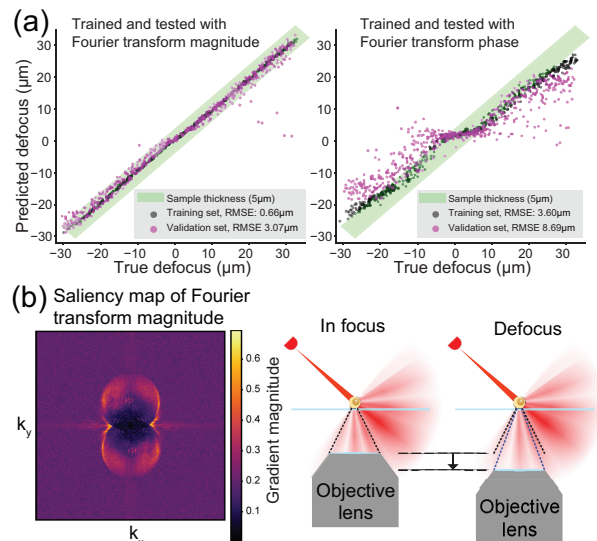 (a)
Trained and tested with
Fourier transform magnitude
Trained and tested with
Fourier transform phase
Predicted defocus (μm)
30
20
10
0
−10
−20
−30
Sample thickness (5μm)
Training set, RMSE: 0.66μm
Validation set, RMSE 3.07μm
−30 −20 −10 0 10 20 30
True defocus (μm)
30
20
10
0
−10
−20
−30
Sample thickness (5μm)
Training set, RMSE: 3.60μm
Validation set, RMSE 8.69μm
−30 −20 −10 0 10 20 30
True defocus (μm)
(b)
Saliency map of Fourier
transform magnitude
ky
0.6
0.5
0.4
0.3
0.2
0.1
Gradient magnitude
In focus
Defocus
Objective
lens
Objective
lens